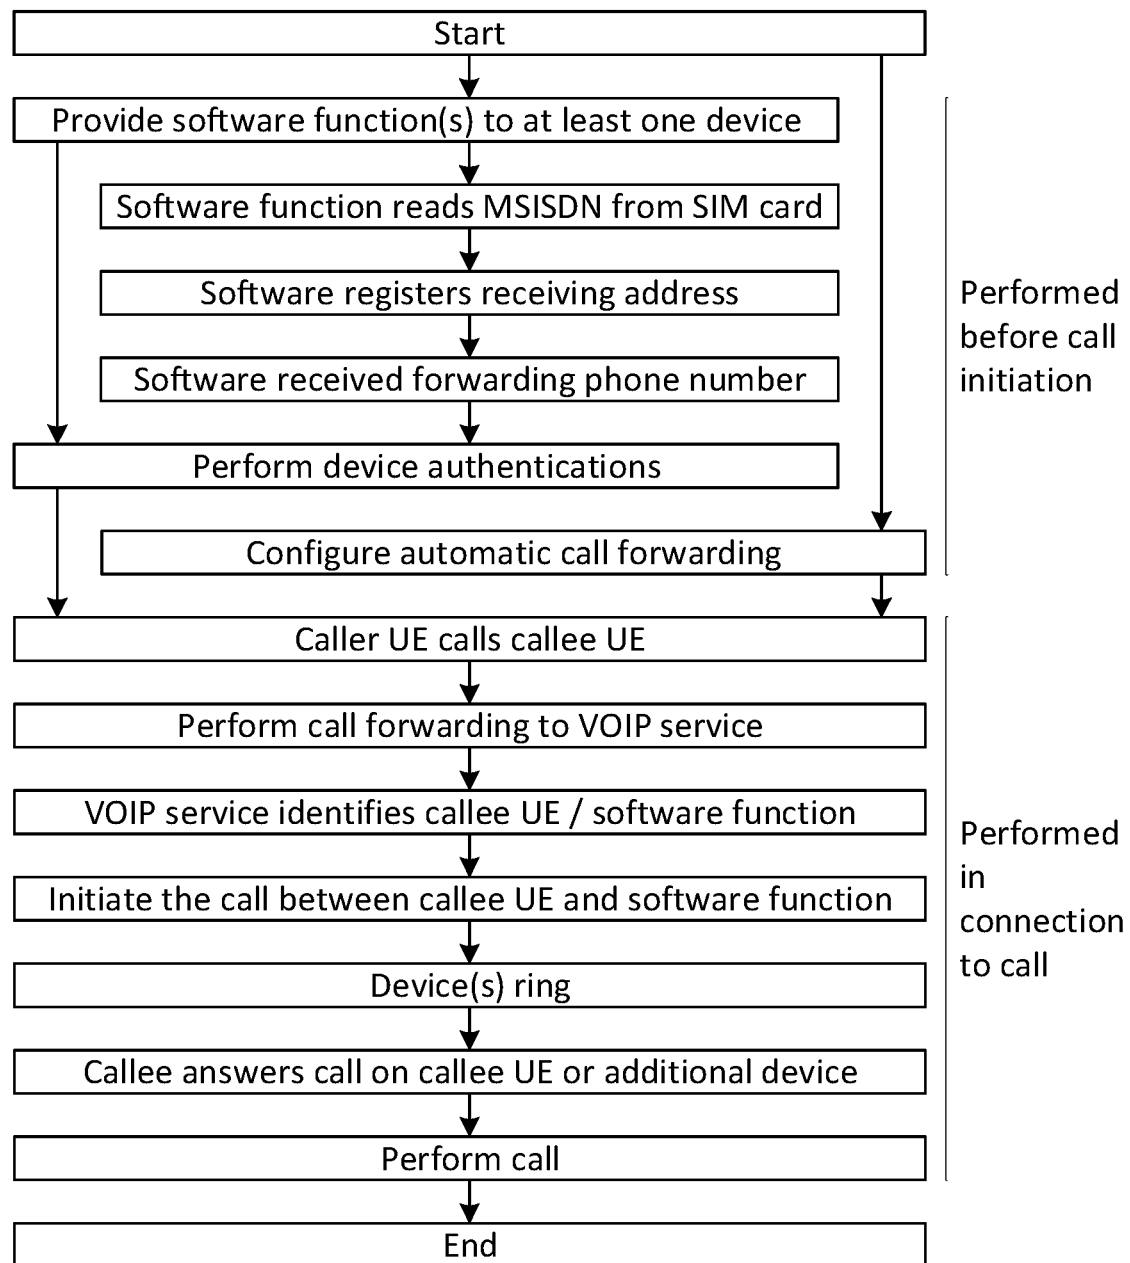 Start
Provide software function(s) to at least one device
Software function reads MSISDN from SIM card
Software registers receiving address
Software received forwarding phone number
Perform device authentications
Configure automatic call forwarding
Performed
before call
initiation
Caller UE calls callee UE
Perform call forwarding to VOIP service
VOIP service identifies callee UE / software function
Initiate the call between callee UE and software function
Device(s) ring
Callee answers call on callee UE or additional device
Perform call
Performed
in
connection
to call
End